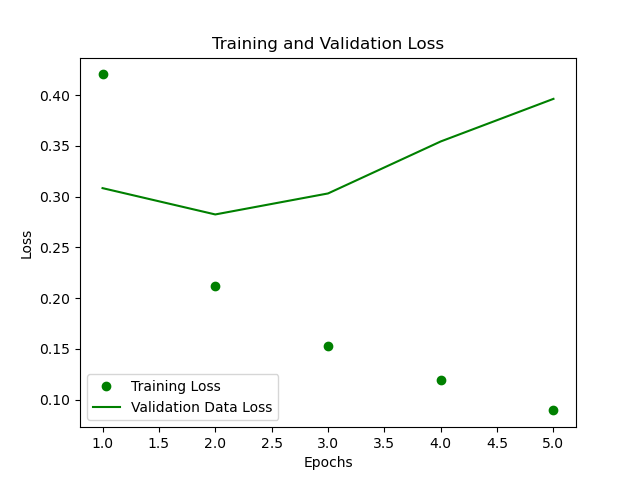 Training and Validation Loss
0.40
0.35
0.30
0.25
0.20
0.15
0.10
Loss
Training Loss
Validation Data Loss
1.0 1.5 2.0 2.5 3.0 3.5 4.0 4.5 5.0
Epochs